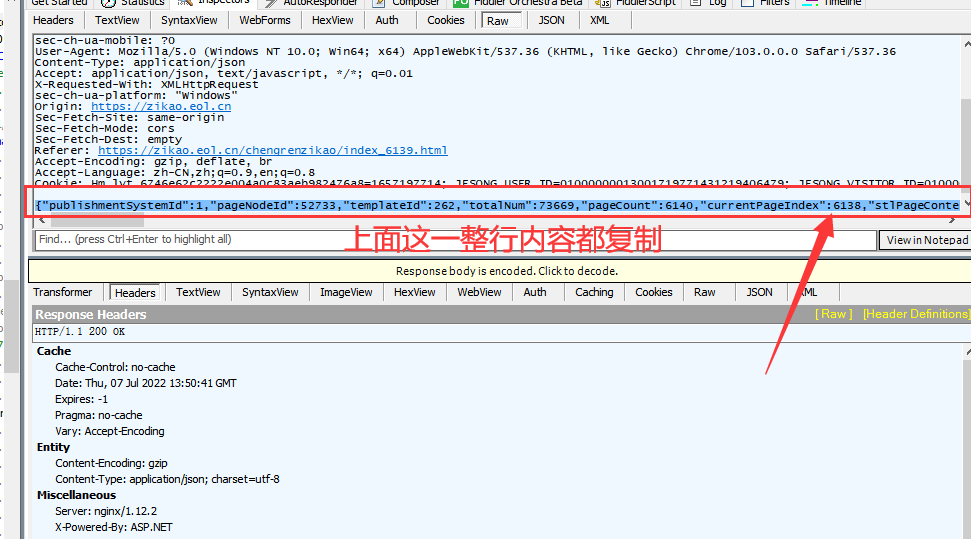 Get Started Statistics Inspectors AutoResponder Composer FO Fiddler Orchestra Beta FiddlerScript Log Filters Timeline
Headers TextView SyntaxView WebForms HexView Auth Cookies Raw JSON XML
sec-ch-ua-mobile: ?0
User-Agent: Mozilla/5.0 (Windows NT 10.0; Win64; x64) AppleWebKit/537.36 (KHTML, like Gecko) Chrome/103.0.0.0 Safari/537.36
Content-Type: application/json
Accept: application/json, text/javascript, */*; q=0.01
X-Requested-With: XMLHttpRequest
sec-ch-ua-platform: "Windows"
Origin: https://zikao.eol.cn
Sec-Fetch-Site: same-origin
Sec-Fetch-Mode: cors
Sec-Fetch-Dest: empty
Referer: https://zikao.eol.cn/chengrenzikao/index_6139.html
Accept-Encoding: gzip, deflate, br
Accept-Language: zh-CN,zh;q=0.9,en;q=0.8
{"publishmentSystemId":1,"pageNodeId":52733,"templateId":262,"totalNum":73669,"pageCount":6140,"currentPageIndex":6138,"stlPageConte
Find... (press Ctrl+Enter to highlight all) View in Notepad
上面这一整行内容都复制
Response body is encoded. Click to decode.
Transformer Headers TextView SyntaxView ImageView HexView WebView Auth Caching Cookies Raw JSON XML
Response Headers [ Raw ] [Header Definitions]
HTTP/1.1 200 OK
Cache
Cache-Control: no-cache
Date: Thu, 07 Jul 2022 13:50:41 GMT
Expires: -1
Pragma: no-cache
Vary: Accept-Encoding
Entity
Content-Encoding: gzip
Content-Type: application/json; charset=utf-8
Miscellaneous
Server: nginx/1.12.2
X-Powered-By: ASP.NET